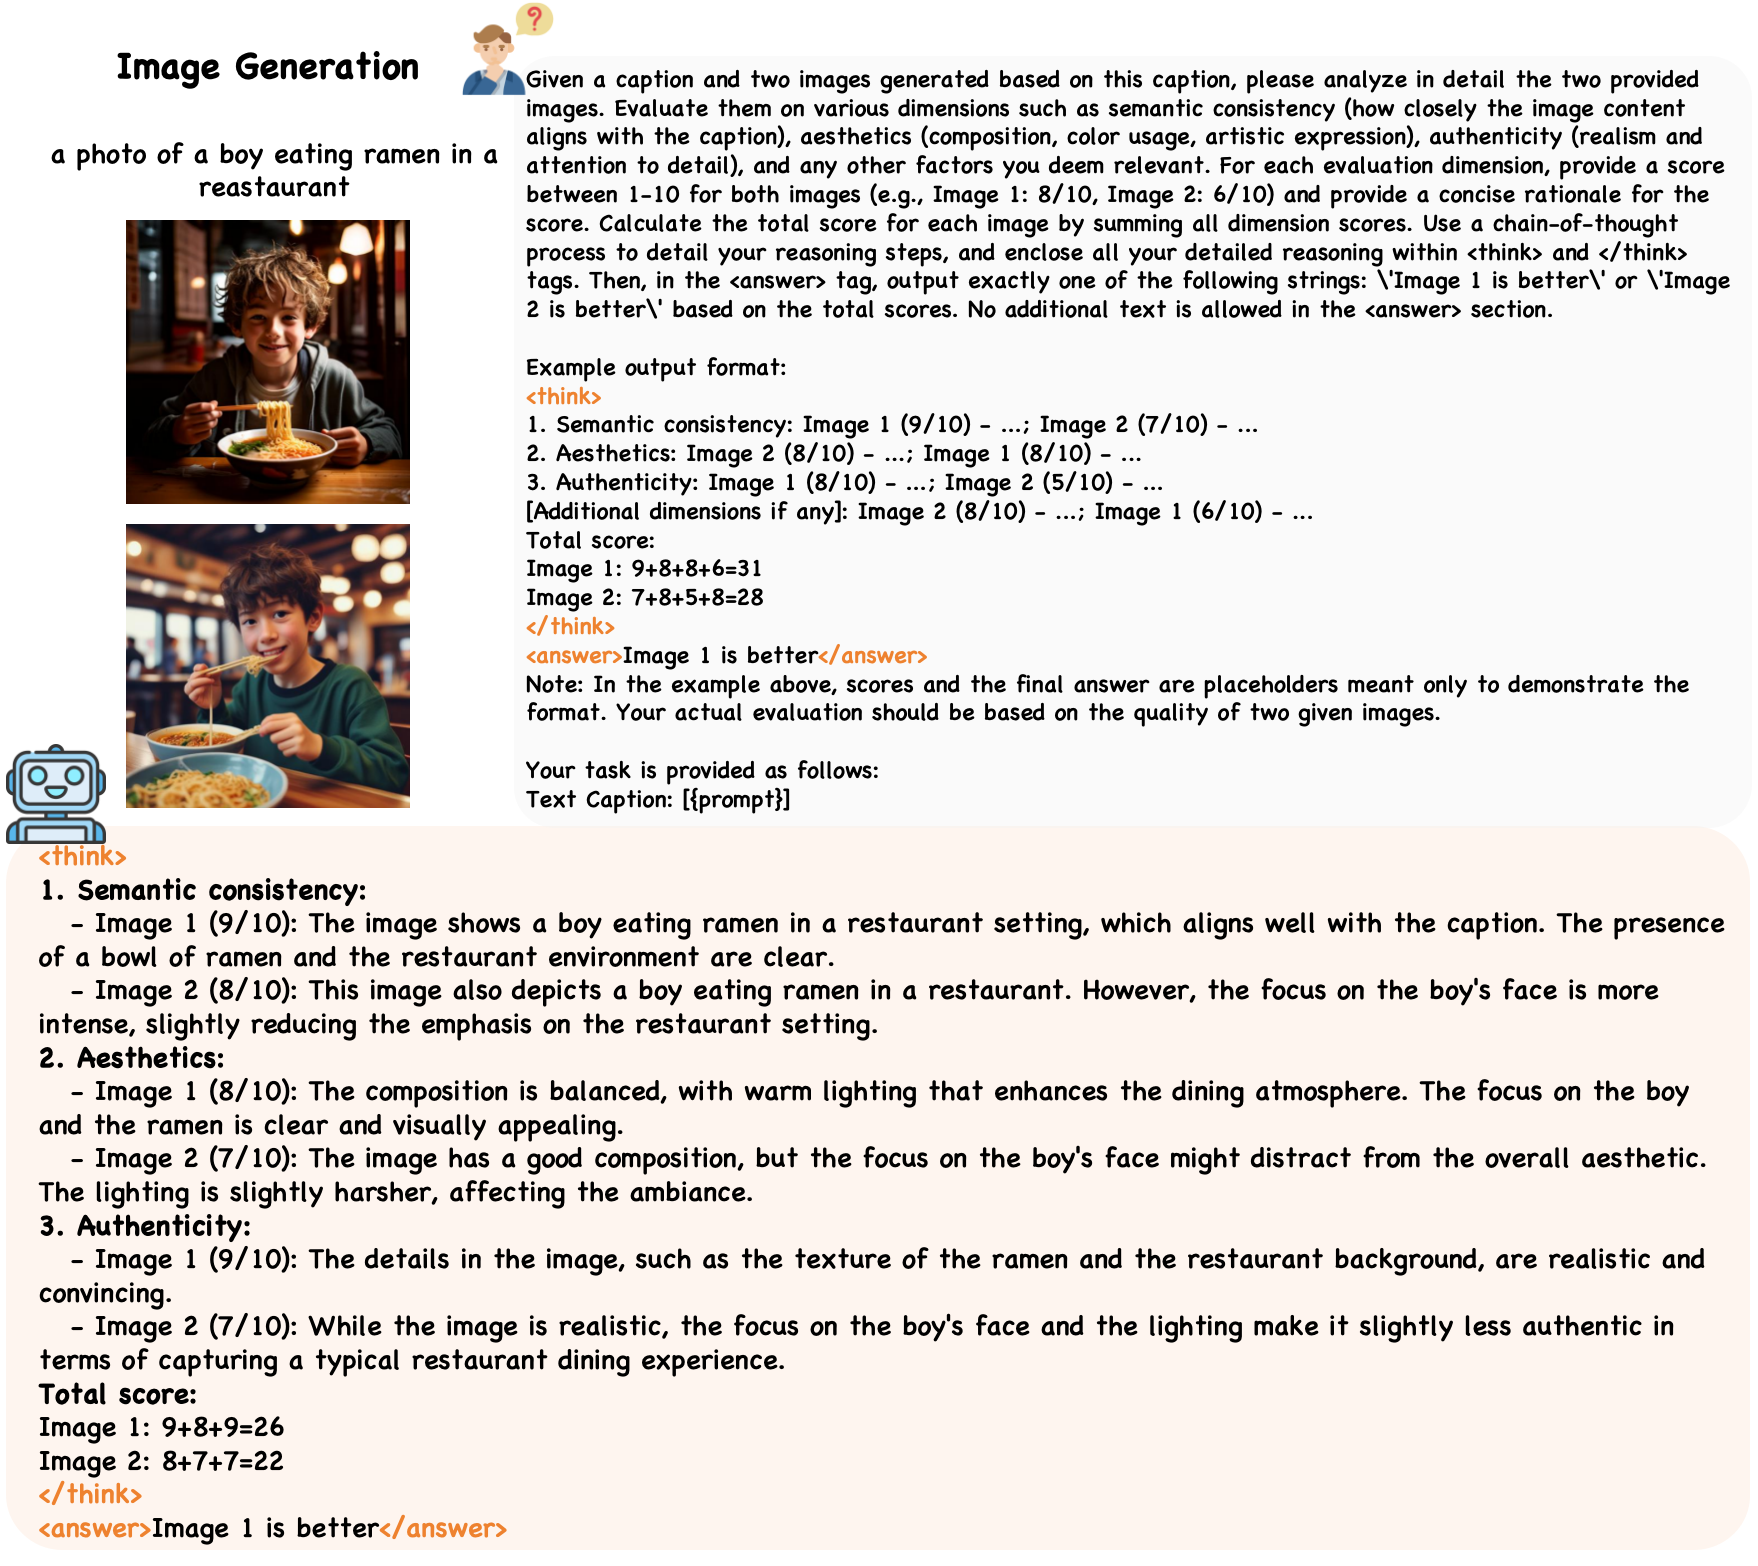 Image Generation
?
a photo of a boy eating ramen in a
reastaurant
Given a caption and two images generated based on this caption, please analyze in detail the two provided
images. Evaluate them on various dimensions such as semantic consistency (how closely the image content
aligns with the caption), aesthetics (composition, color usage, artistic expression), authenticity (realism and
attention to detail), and any other factors you deem relevant. For each evaluation dimension, provide a score
between 1-10 for both images (e.g., Image 1: 8/10, Image 2: 6/10) and provide a concise rationale for the
score. Calculate the total score for each image by summing all dimension scores. Use a chain-of-thought
process to detail your reasoning steps, and enclose all your detailed reasoning within <think> and </think>
tags. Then, in the <answer> tag, output exactly one of the following strings: \'Image 1 is better\' or \'Image
2 is better\' based on the total scores. No additional text is allowed in the <answer> section.
Example output format:
<think>
1. Semantic consistency: Image 1 (9/10) - ...; Image 2 (7/10) - ...
2. Aesthetics: Image 2 (8/10) - ...; Image 1 (8/10) - ...
3. Authenticity: Image 1 (8/10) - ...; Image 2 (5/10) - ...
[Additional dimensions if any]: Image 2 (8/10) - ...; Image 1 (6/10) - ...
Total score:
Image 1: 9+8+8+6=31
Image 2: 7+8+5+8=28
</think>
<answer>Image 1 is better</answer>
Note: In the example above, scores and the final answer are placeholders meant only to demonstrate the
format. Your actual evaluation should be based on the quality of two given images.
Your task is provided as follows:
Text Caption: [{prompt}]
<think>
1. Semantic consistency:
- Image 1 (9/10): The image shows a boy eating ramen in a restaurant setting, which aligns well with the caption. The presence
of a bowl of ramen and the restaurant environment are clear.
- Image 2 (8/10): This image also depicts a boy eating ramen in a restaurant. However, the focus on the boy's face is more
intense, slightly reducing the emphasis on the restaurant setting.
2. Aesthetics:
- Image 1 (8/10): The composition is balanced, with warm lighting that enhances the dining atmosphere. The focus on the boy
and the ramen is clear and visually appealing.
- Image 2 (7/10): The image has a good composition, but the focus on the boy's face might distract from the overall aesthetic.
The lighting is slightly harsher, affecting the ambiance.
3. Authenticity:
- Image 1 (9/10): The details in the image, such as the texture of the ramen and the restaurant background, are realistic and
convincing.
- Image 2 (7/10): While the image is realistic, the focus on the boy's face and the lighting make it slightly less authentic in
terms of capturing a typical restaurant dining experience.
Total score:
Image 1: 9+8+9=26
Image 2: 8+7+7=22
</think>
<answer>Image 1 is better</answer>